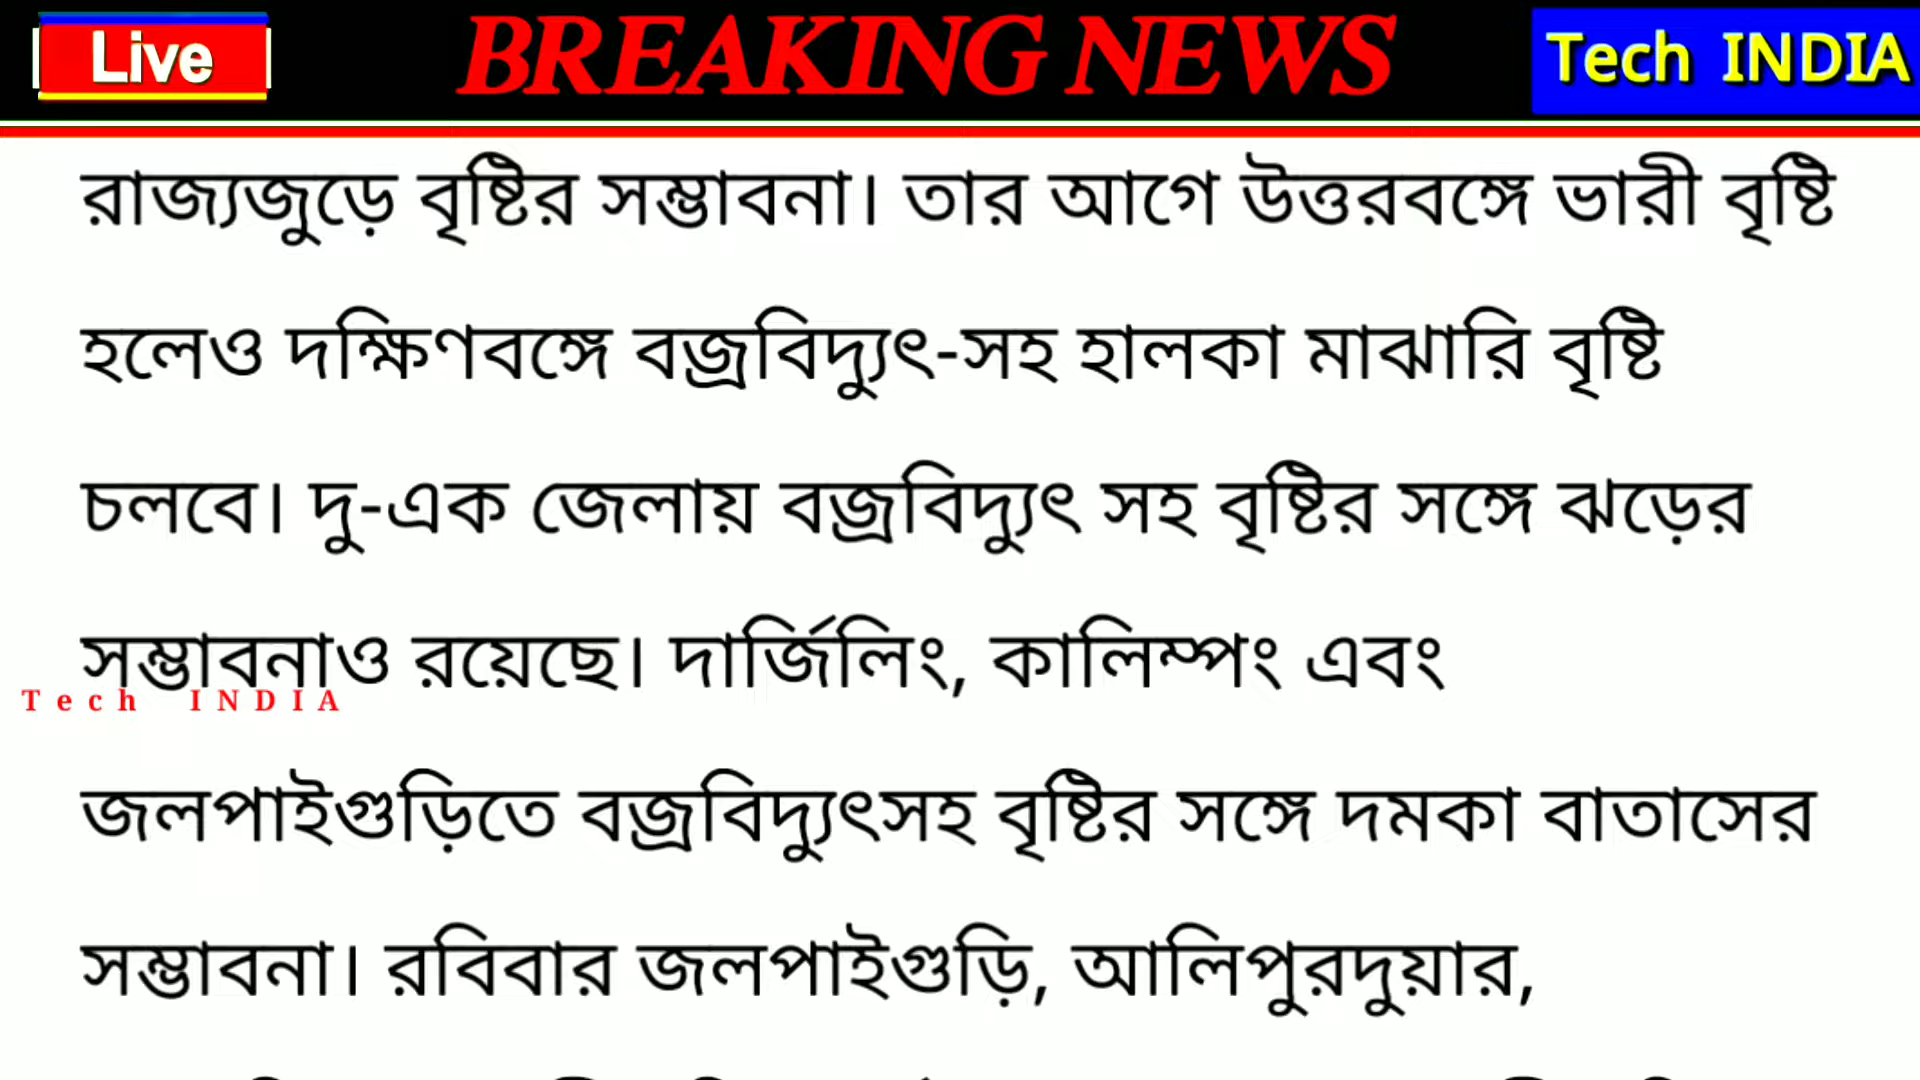 Live
BREAKING NEWS
Tech INDIA
রাজ্যজুড়ে বৃষ্টির সম্ভাবনা। তার আগে উত্তরবঙ্গে ভারী বৃষ্টি
হলেও দক্ষিণবঙ্গে বজ্রবিদ্যুৎ-সহ হালকা মাঝারি বৃষ্টি
চলবে। দু-এক জেলায় বজ্রবিদ্যুৎ সহ বৃষ্টির সঙ্গে ঝড়ের
সম্ভাবনাও রয়েছে। দার্জিলিং, কালিম্পং এবং
Tech INDIA
জলপাইগুড়িতে বজ্রবিদ্যুৎসহ বৃষ্টির সঙ্গে দমকা বাতাসের
সম্ভাবনা। রবিবার জলপাইগুড়ি, আলিপুরদুয়ার,